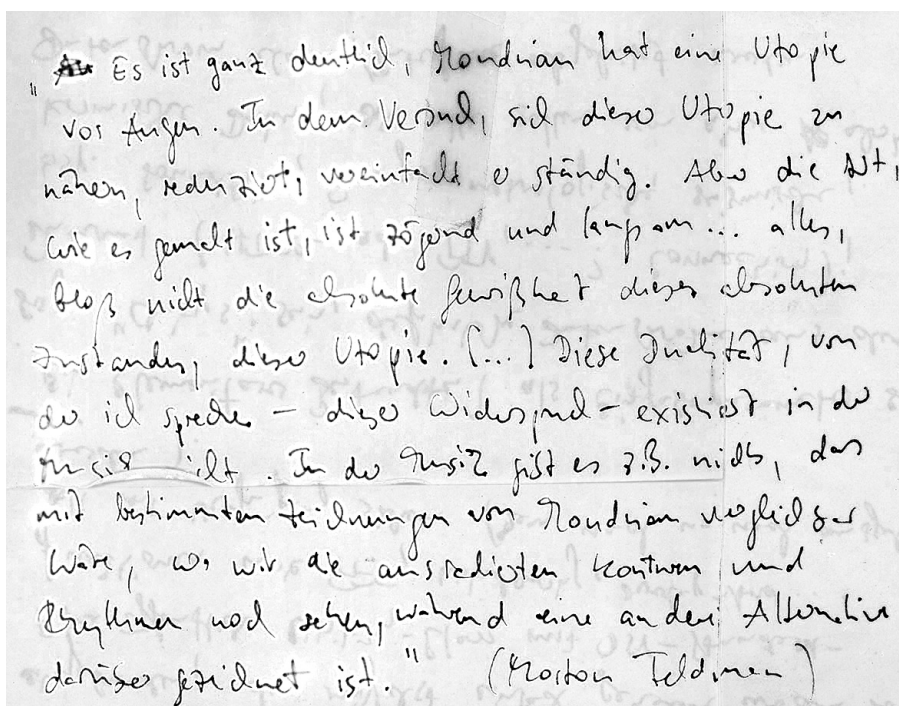 " Es ist ganz deutlich, Mondrian hat eine Utopie
vor Augen. In dem Versuch, sich dieser Utopie zu
nähern, reduziert, vereinfacht er ständig. Aber die Art,
wie es gemalt ist, ist zögernd und langsam... alles,
bloß nicht die absolute Gewißheit dieses absoluten
Zustandes, dieser Utopie. [...] Diese Dualität, von
der ich spreche – dieser Widerspruch – existiert in der
Musik nicht. In der Musik gibt es z.B. nichts, das
mit bestimmten Zeichnungen von Mondrian vergleichbar
wäre, wo wir die ausradierten Konturen und
Rhythmen noch sehen, während eine andere Alternative
darüber gezeichnet ist." (Morton Feldman)